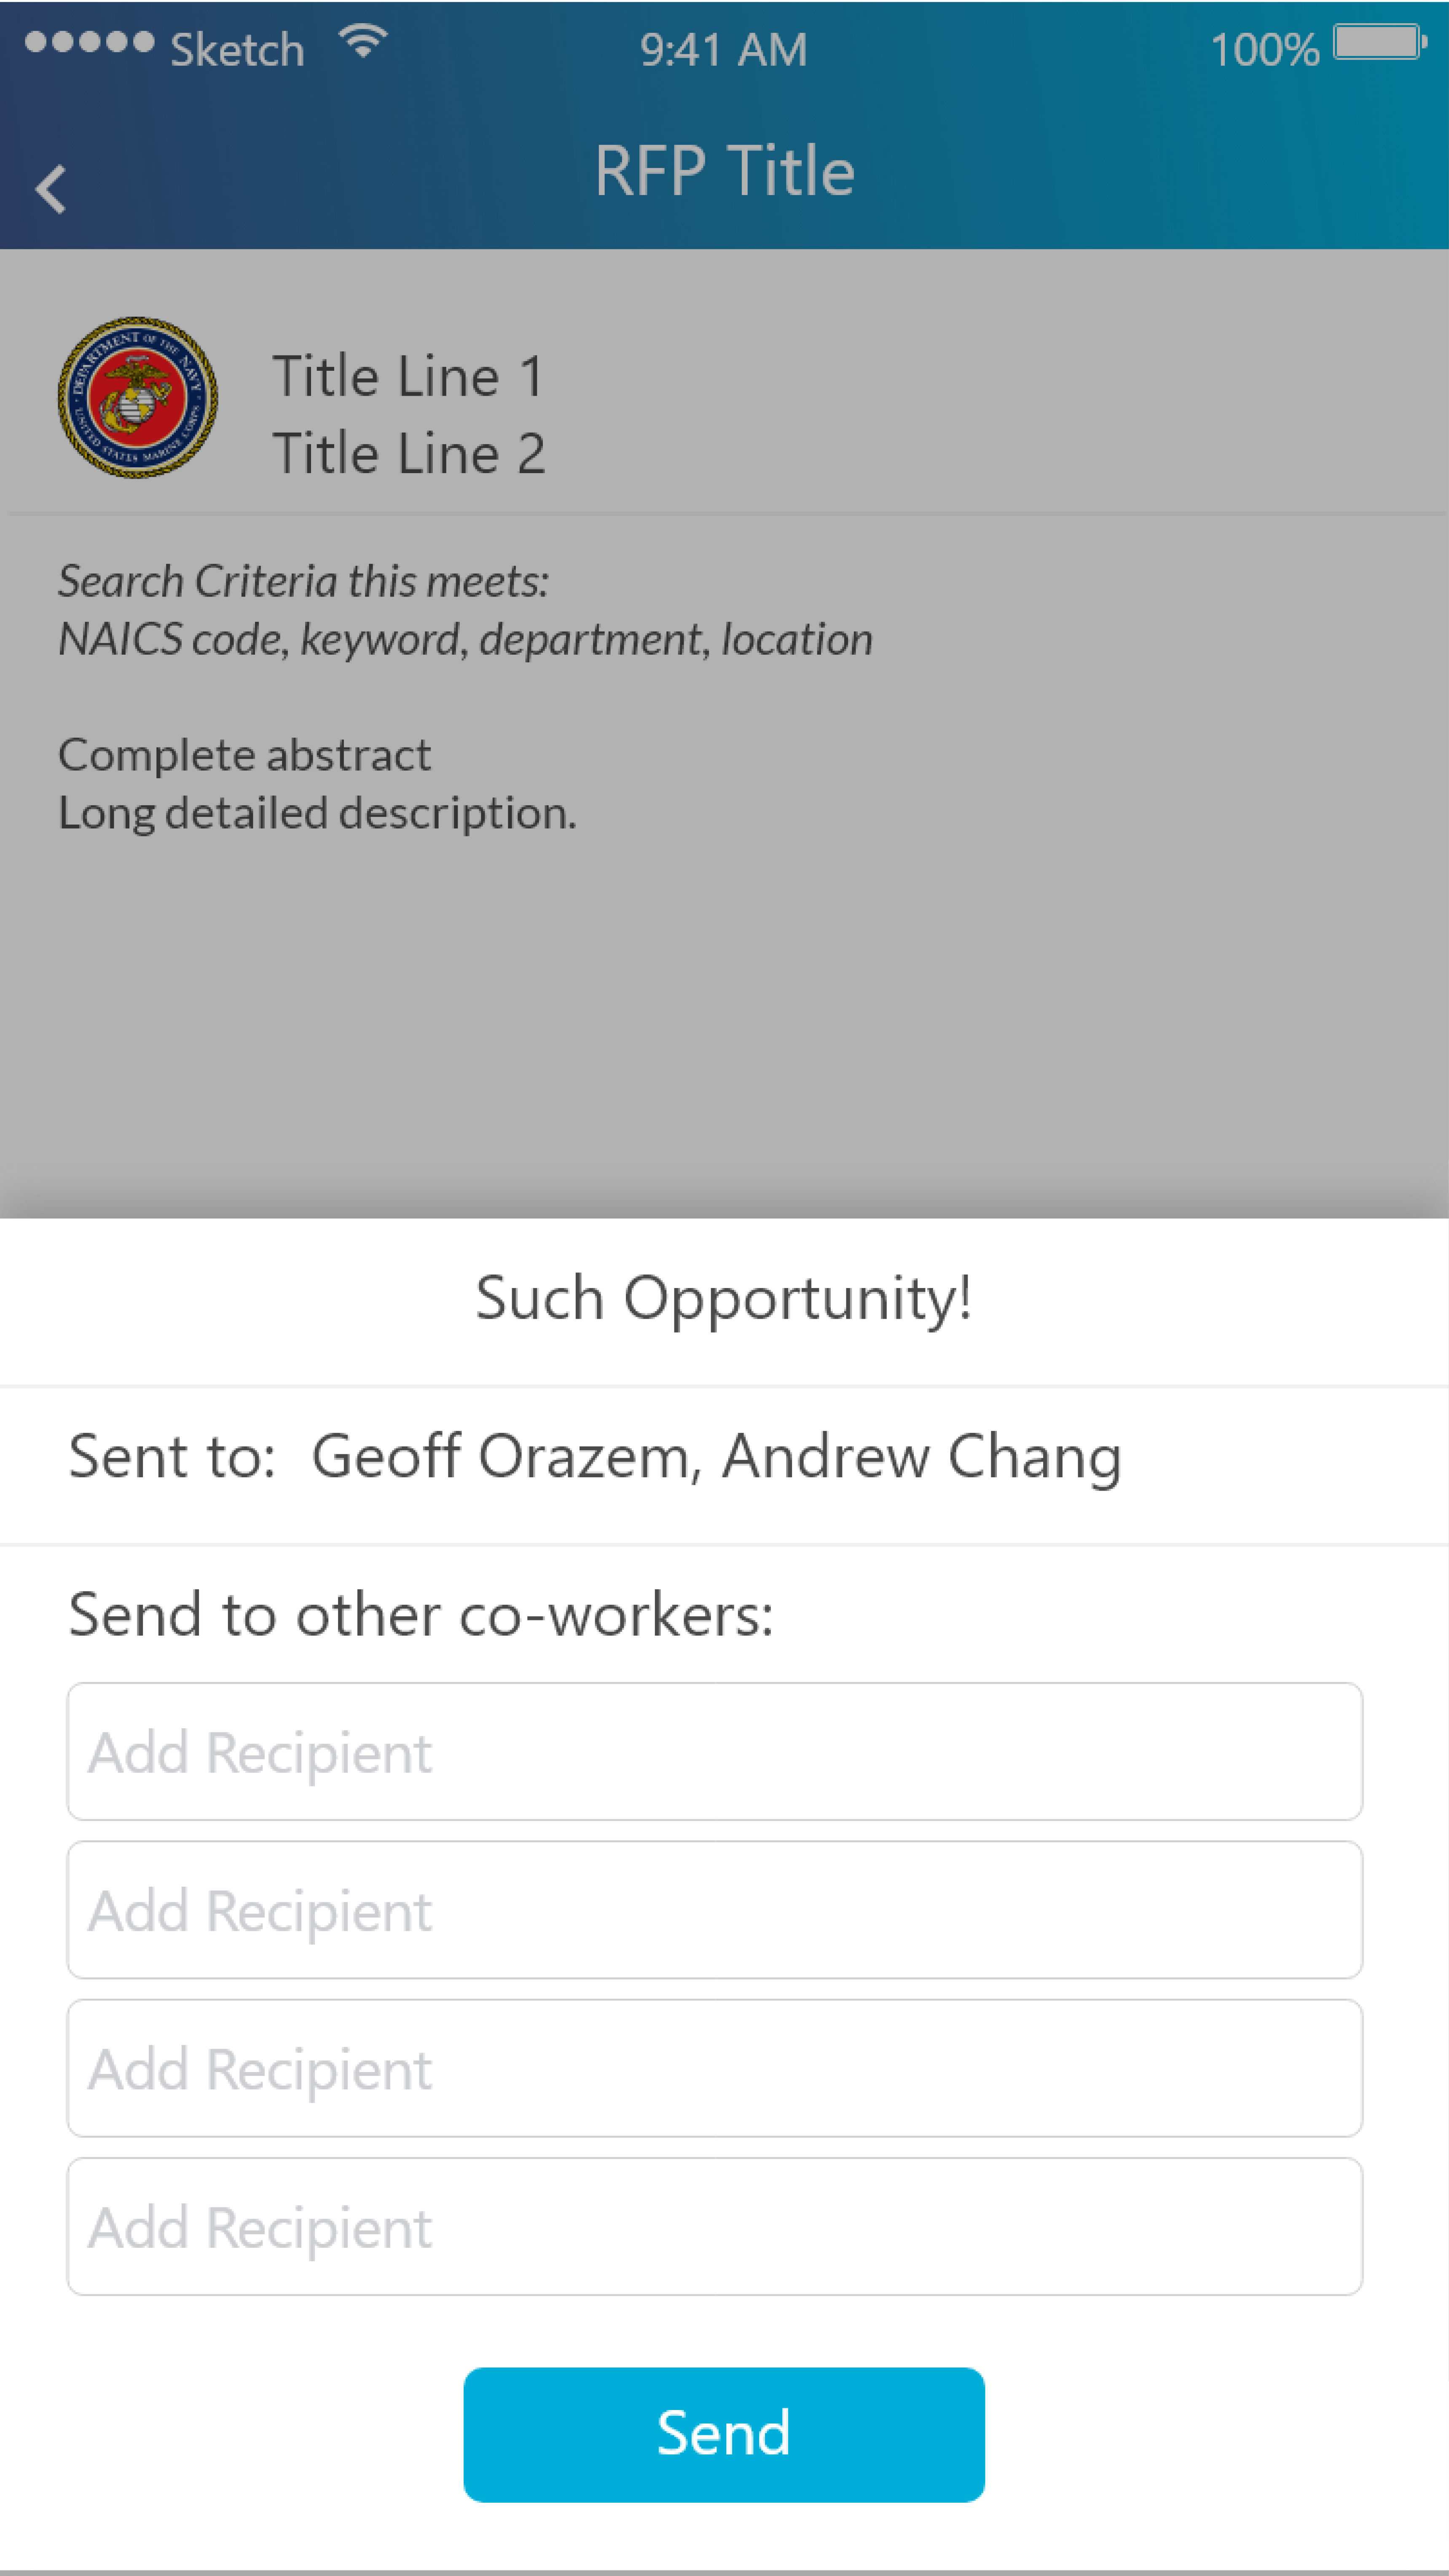 Sketch 9:41 AM 100%
RFP Title
DEPARTMENT OF THE NAVY
UNITED STATES MARINE CORPS
Title Line 1
Title Line 2
Search Criteria this meets:
NAICS code, keyword, department, location
Complete abstract
Long detailed description.
Such Opportunity!
Sent to: Geoff Orazem, Andrew Chang
Send to other co-workers:
Add Recipient
Add Recipient
Add Recipient
Add Recipient
Send